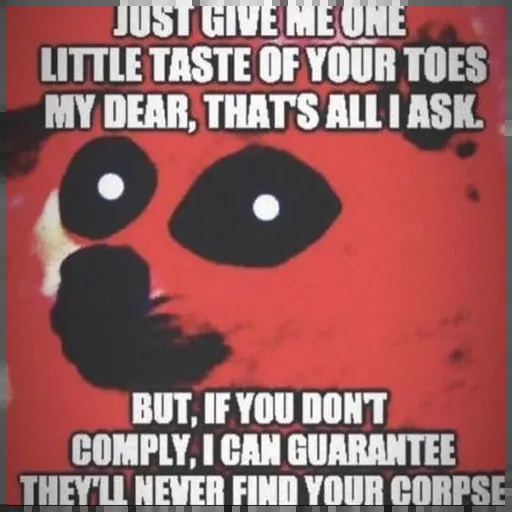 JUST GIVE ME ONE
LITTLE TASTE OF YOUR TOES
MY DEAR, THAT'S ALL I ASK.
BUT, IF YOU DON'T
COMPLY, I CAN GUARANTEE
THEY'LL NEVER FIND YOUR CORPSE